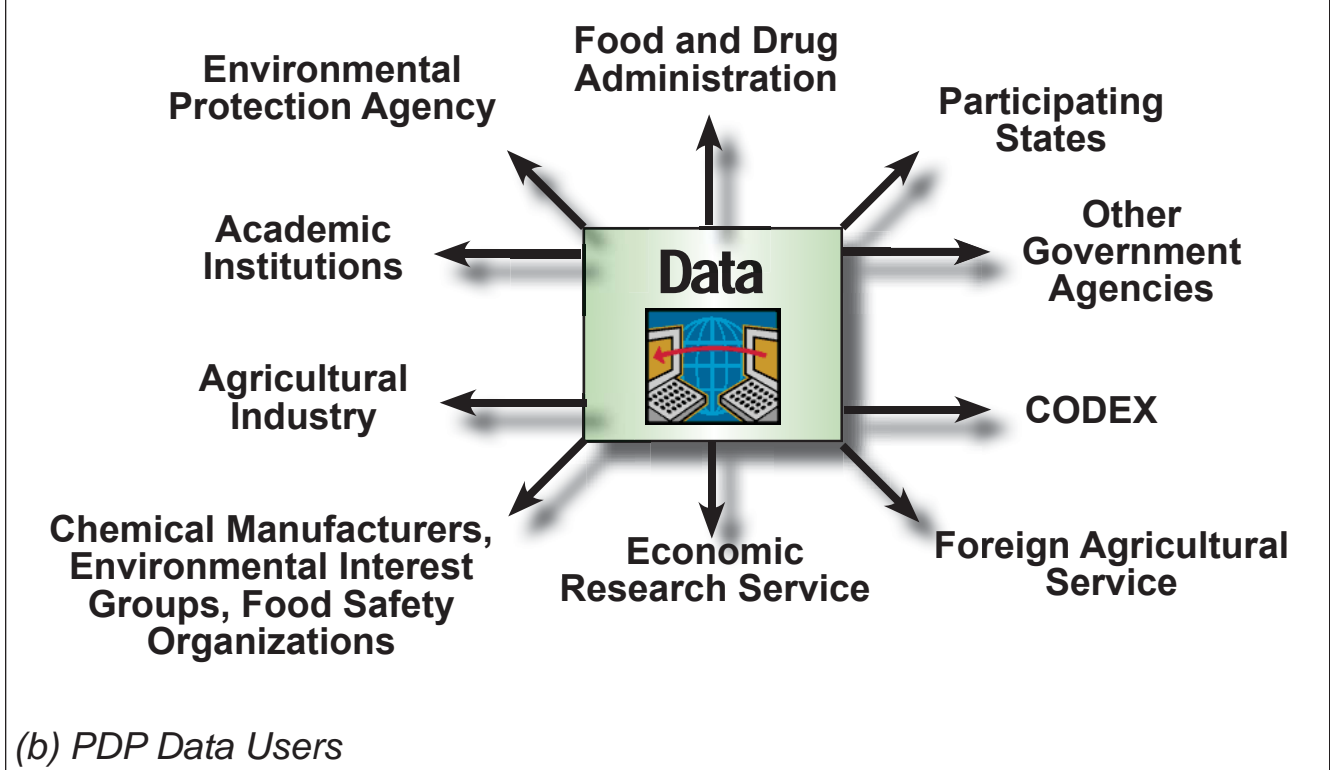 Food and Drug
Administration
Environmental
Protection Agency
Participating
States
Academic
Institutions
Other
Government
Agencies
Data
Agricultural
Industry
CODEX
Chemical Manufacturers,
Environmental Interest
Groups, Food Safety
Organizations
Economic
Research Service
Foreign Agricultural
Service
(b) PDP Data Users